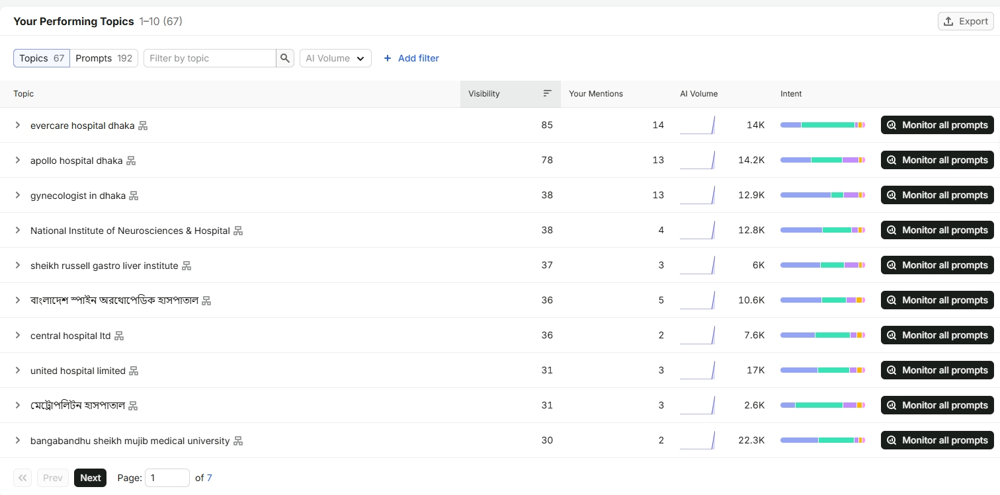 Your Performing Topics 1–10 (67) Export
Topics 67 Prompts 192 Filter by topic AI Volume + Add filter
Topic Visibility Your Mentions AI Volume Intent
evercare hospital dhaka 85 14 14K Monitor all prompts
apollo hospital dhaka 78 13 14.2K Monitor all prompts
gynecologist in dhaka 38 13 12.9K Monitor all prompts
National Institute of Neurosciences & Hospital 38 4 12.8K Monitor all prompts
sheikh russell gastro liver institute 37 3 6K Monitor all prompts
বাংলাদেশ স্পাইন অরথোপেডিক হাসপাতাল 36 5 10.6K Monitor all prompts
central hospital ltd 36 2 7.6K Monitor all prompts
united hospital limited 31 3 17K Monitor all prompts
মেট্রোপলিটন হাসপাতাল 31 3 2.6K Monitor all prompts
bangabandhu sheikh mujib medical university 30 2 22.3K Monitor all prompts
Prev Next Page: 1 of 7